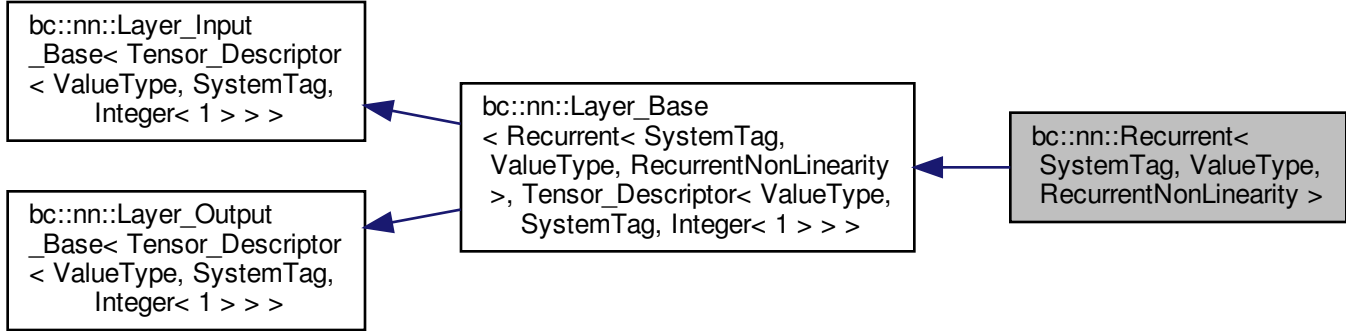 bc::nn::Layer_Input
_Base< Tensor_Descriptor
< ValueType, SystemTag,
Integer< 1 > > >
bc::nn::Layer_Output
_Base< Tensor_Descriptor
< ValueType, SystemTag,
Integer< 1 > > >
bc::nn::Layer_Base
< Recurrent< SystemTag,
ValueType, RecurrentNonLinearity
>, Tensor_Descriptor< ValueType,
SystemTag, Integer< 1 > > >
bc::nn::Recurrent<
SystemTag, ValueType,
RecurrentNonLinearity >